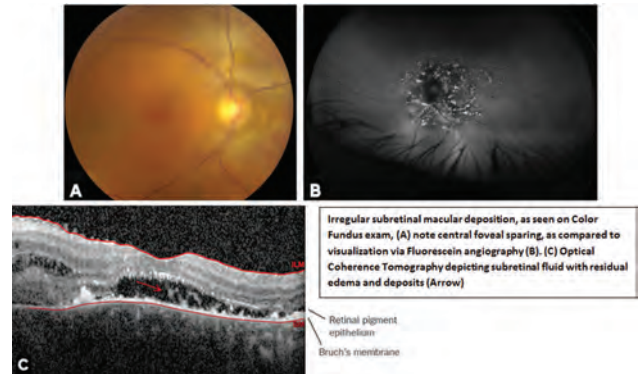 A
B
Irregular subretinal macular deposition, as seen on Color
Fundus exam, (A) note central foveal sparing, as compared to
visualization via Fluorescein angiography (B). (C) Optical
Coherence Tomography depicting subretinal fluid with residual
edema and deposits (Arrow)
ILM
Retinal pigment
epithelium
Bruch's membrane
C